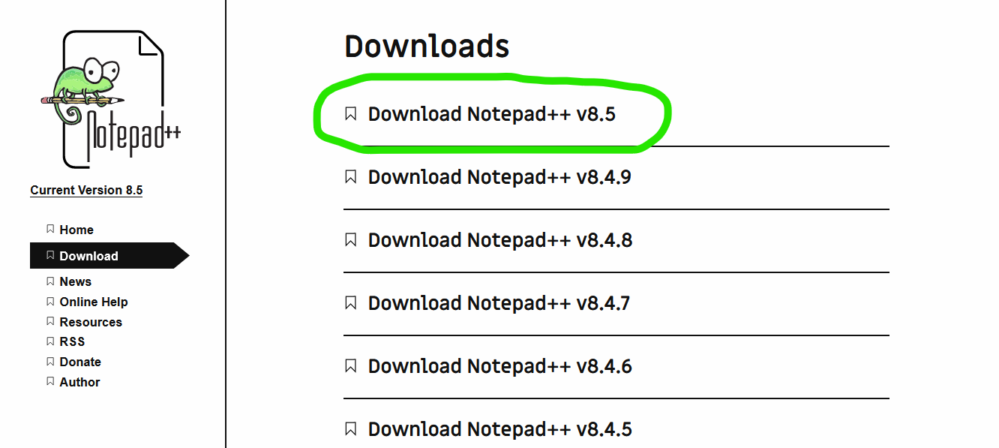 Notepad++
Current Version 8.5
Home
Download
News
Online Help
Resources
RSS
Donate
Author
Downloads
Download Notepad++ v8.5
Download Notepad++ v8.4.9
Download Notepad++ v8.4.8
Download Notepad++ v8.4.7
Download Notepad++ v8.4.6
Download Notepad++ v8.4.5